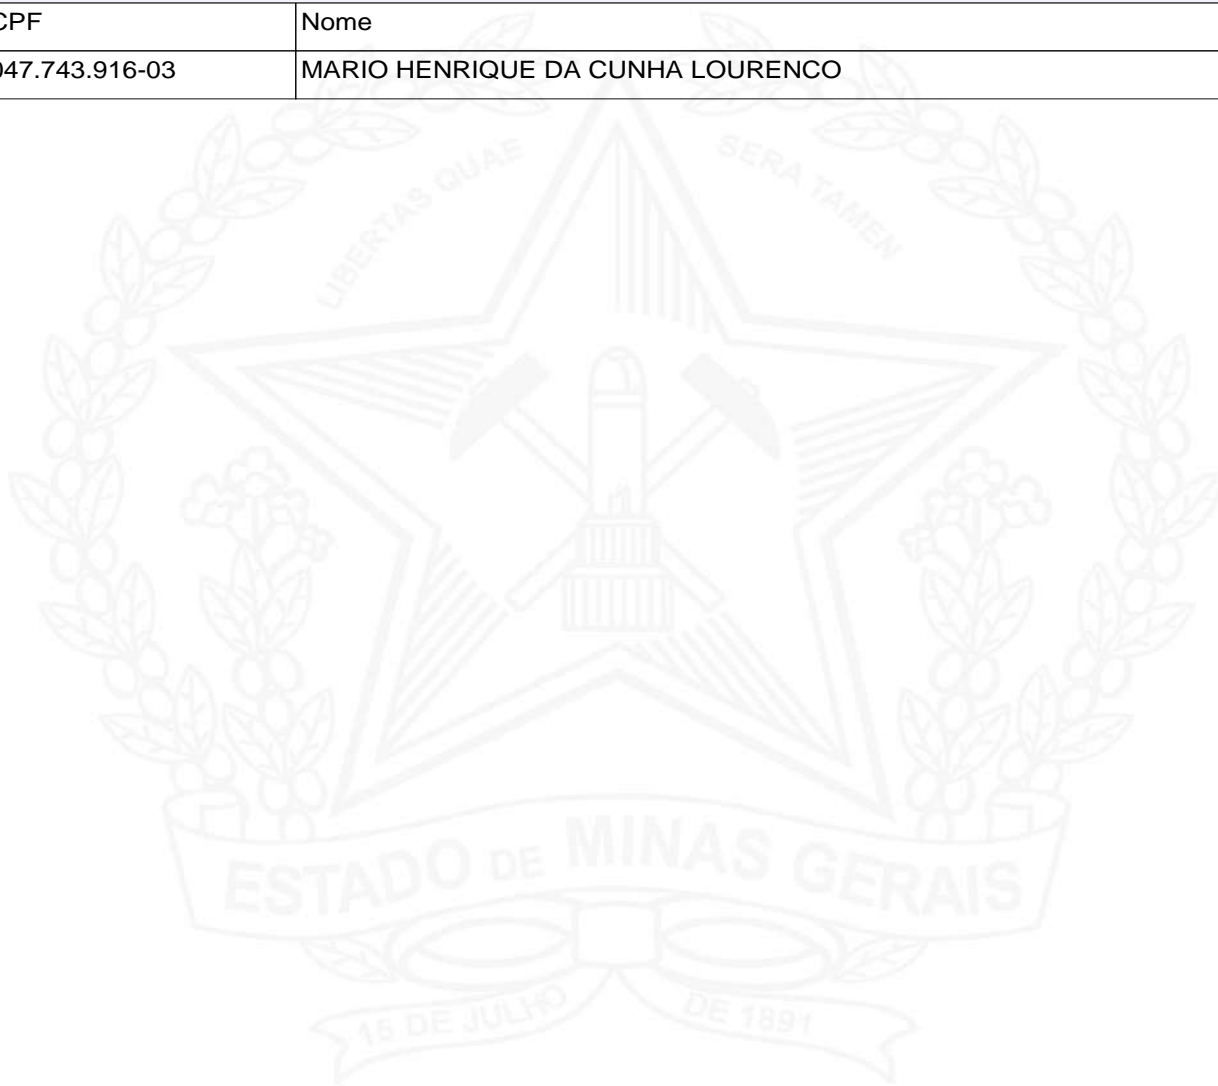 CPF Nome
047.743.916-03 MARIO HENRIQUE DA CUNHA LOURENCO
LIBERTAS QUAE SERA TAMEN
ESTADO DE MINAS GERAIS
15 DE JULHO DE 1891